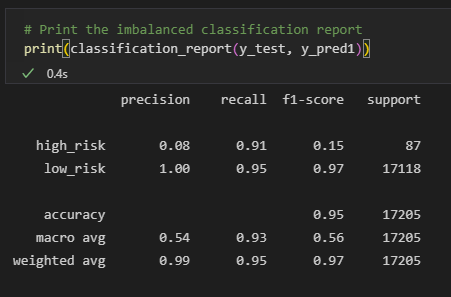 # Print the imbalanced classification report
print(classification_report(y_test, y_pred1))
0.4s
precision recall f1-score support
high_risk 0.08 0.91 0.15 87
low_risk 1.00 0.95 0.97 17118
accuracy 0.95 17205
macro avg 0.54 0.93 0.56 17205
weighted avg 0.99 0.95 0.97 17205